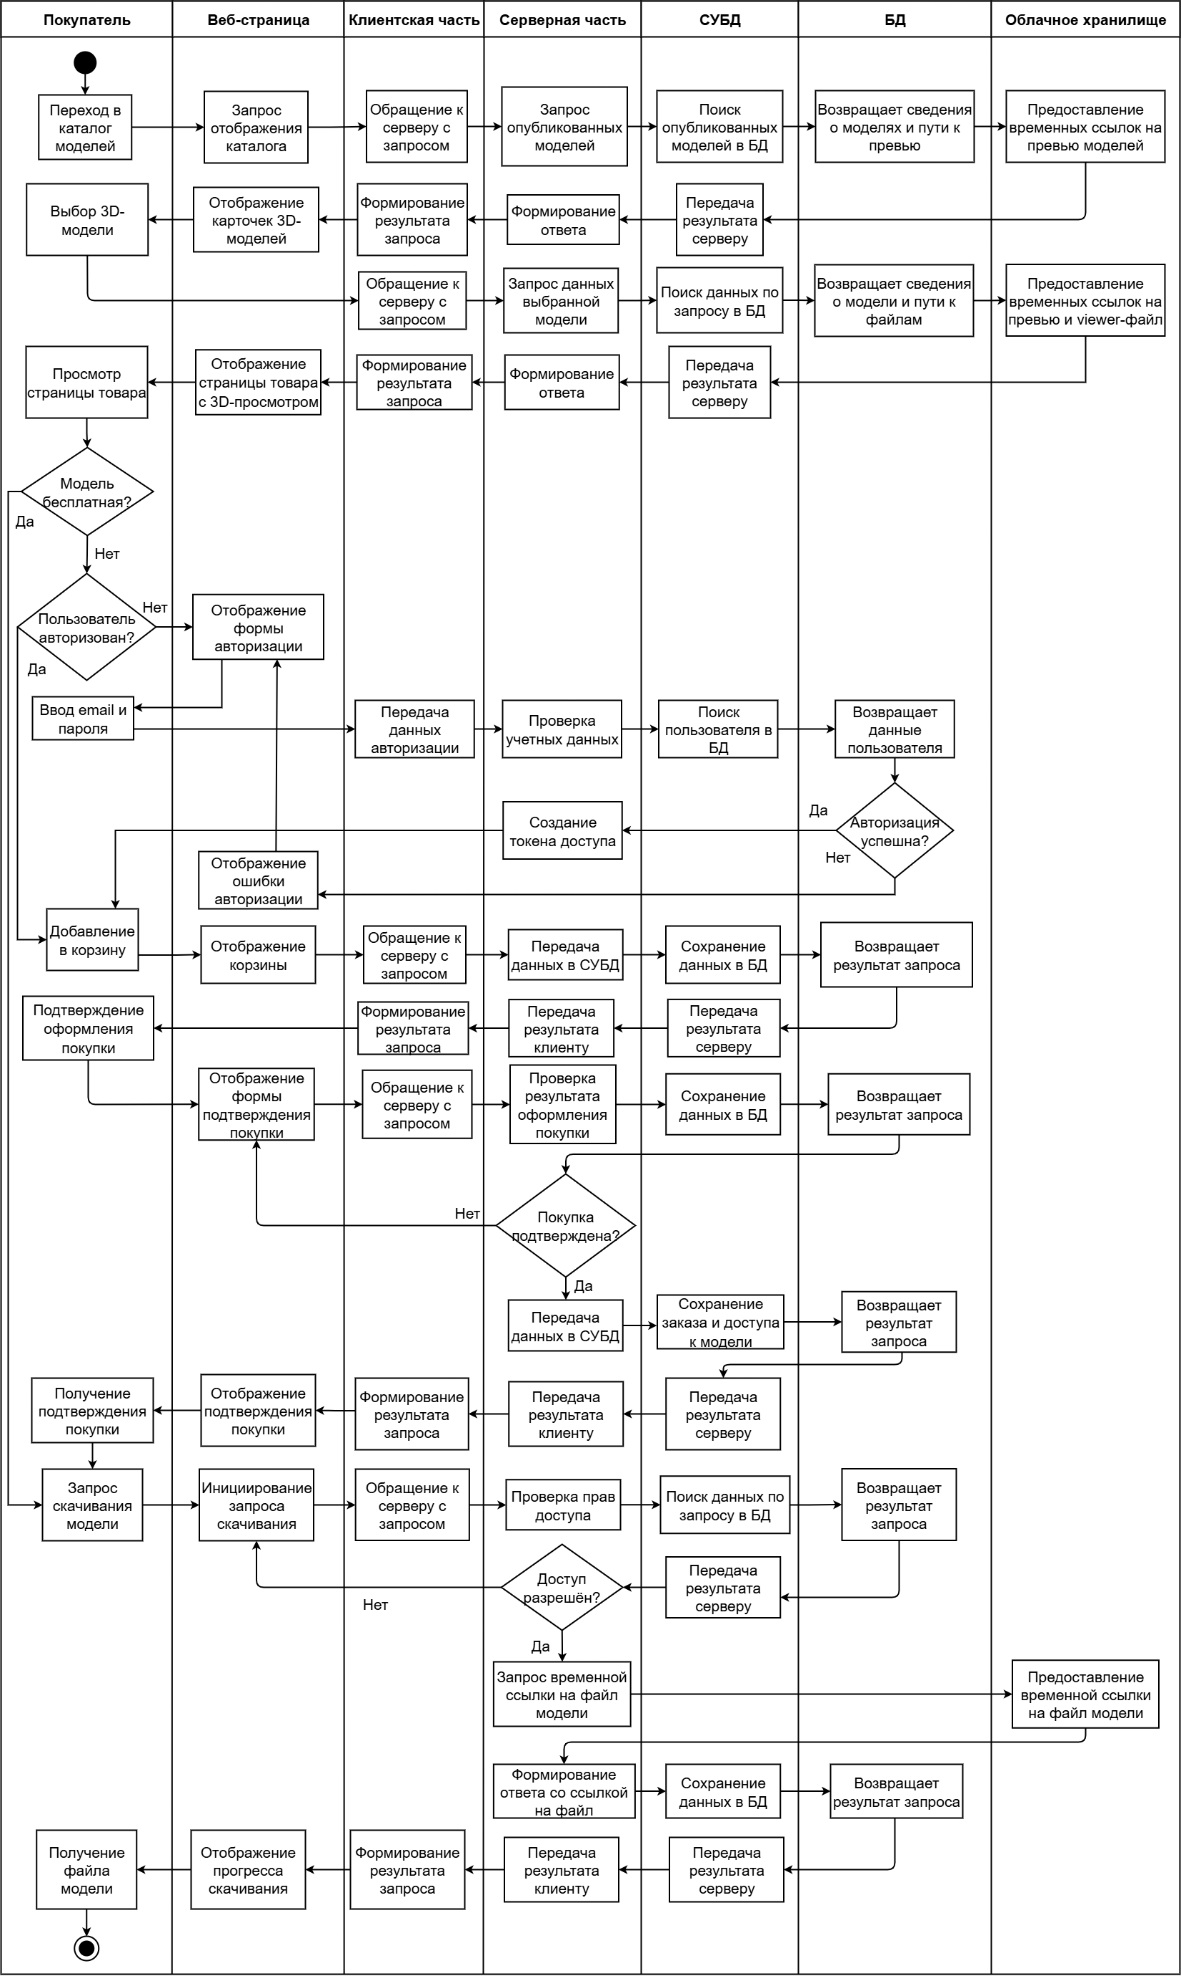 Покупатель
Веб-страница
Клиентская часть
Серверная часть
СУБД
БД
Облачное хранилище
Переход в
каталог
моделей
Запрос
отображения
каталога
Обращение к
серверу с
запросом
Запрос
опубликованных
моделей
Поиск
опубликованных
моделей в БД
Возвращает сведения
о моделях и пути к
превью
Предоставление
временных ссылок на
превью моделей
Выбор 3D-
модели
Отображение
карточек 3D-
моделей
Формирование
результата
запроса
Формирование
ответа
Передача
результата
серверу
Обращение к
серверу с
запросом
Запрос данных
выбранной
модели
Поиск данных по
запросу в БД
Возвращает сведения
о модели и пути к
файлам
Предоставление
временных ссылок на
превью и viewer-файл
Просмотр
страницы товара
Отображение
страницы товара
с 3D-просмотром
Формирование
результата
запроса
Формирование
ответа
Передача
результата
серверу
Модель
бесплатная?
Да
Нет
Пользователь
авторизован?
Нет
Да
Отображение
формы
авторизации
Ввод email и
пароля
Передача
данных
авторизации
Проверка
учетных данных
Поиск
пользователя в
БД
Возвращает
данные
пользователя
Авторизация
успешна?
Да
Нет
Создание
токена доступа
Отображение
ошибки
авторизации
Добавление
в корзину
Отображение
корзины
Обращение к
серверу с
запросом
Передача
данных в СУБД
Сохранение
данных в БД
Возвращает
результат запроса
Подтверждение
оформления
покупки
Формирование
результата
запроса
Передача
результата
клиенту
Передача
результата
серверу
Отображение
формы
подтверждения
покупки
Обращение к
серверу с
запросом
Проверка
результата
оформления
покупки
Сохранение
данных в БД
Возвращает
результат запроса
Покупка
подтверждена?
Нет
Да
Передача
данных в СУБД
Сохранение
заказа и доступа
к модели
Возвращает
результат
запроса
Получение
подтверждения
покупки
Отображение
подтверждения
покупки
Формирование
результата
запроса
Передача
результата
клиенту
Передача
результата
серверу
Запрос
скачивания
модели
Инициирование
запроса
скачивания
Обращение к
серверу с
запросом
Проверка прав
доступа
Поиск данных по
запросу в БД
Возвращает
результат
запроса
Доступ
разрешён?
Передача
результата
серверу
Нет
Да
Запрос временной
ссылки на файл
модели
Предоставление
временной ссылки
на файл модели
Формирование
ответа со ссылкой
на файл
Сохранение
данных в БД
Возвращает
результат запроса
Получение
файла
модели
Отображение
прогресса
скачивания
Формирование
результата
запроса
Передача
результата
клиенту
Передача
результата
серверу